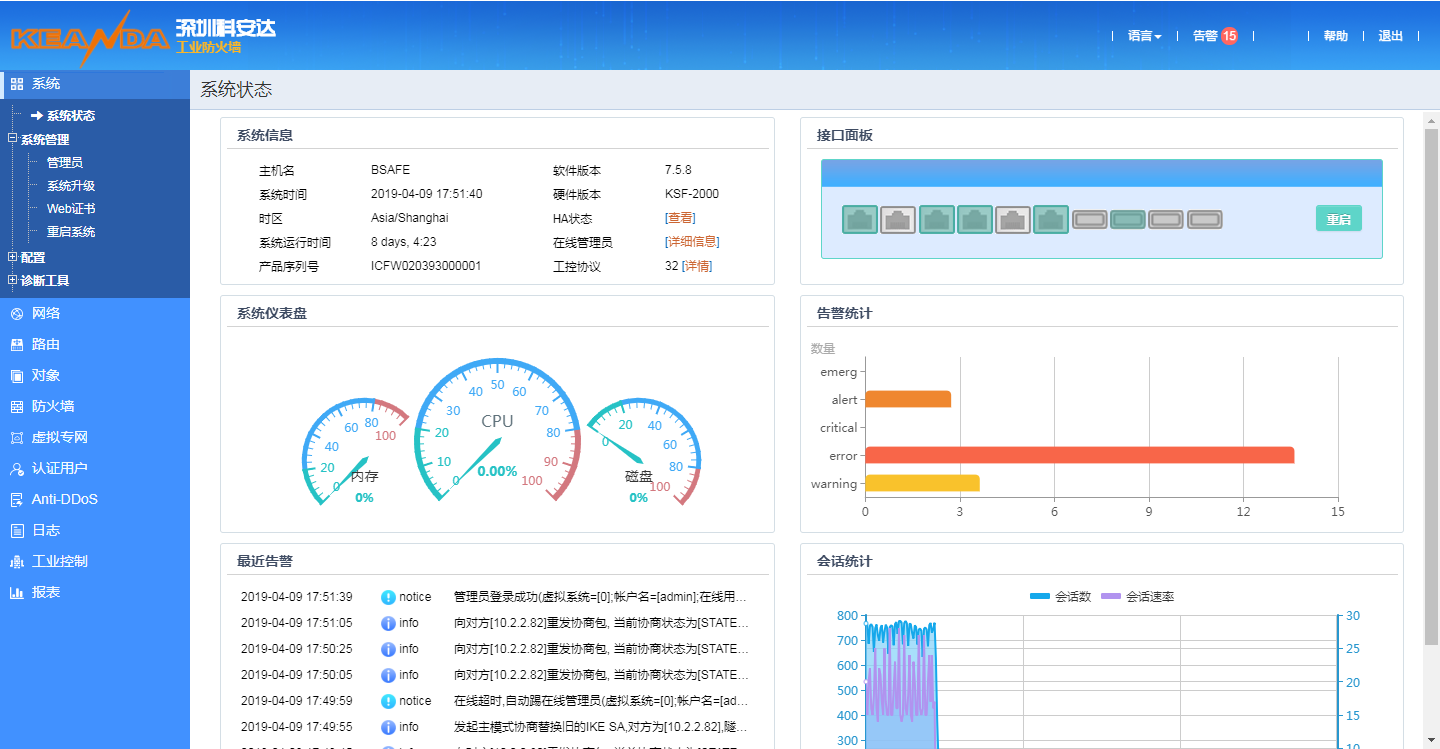 KEANDA 深圳科安达
工业防火墙
语言 告警 15 帮助 退出
系统
系统状态
系统管理
管理员
系统升级
Web证书
重启系统
配置
诊断工具
网络
路由
对象
防火墙
虚拟专网
认证用户
Anti-DDoS
日志
工业控制
报表
系统状态
系统信息
主机名 BSAFE 软件版本 7.5.8
系统时间 2019-04-09 17:51:40 硬件版本 KSF-2000
时区 Asia/Shanghai HA状态 [查看]
系统运行时间 8 days, 4:23 在线管理员 [详细信息]
产品序列号 ICFW020393000001 工控协议 32 [详情]
接口面板
重启
系统仪表盘
0 20 40 60 80 100
内存
0%
0 10 20 30 40 50 60 70 80 90 100
CPU
0.00%
0 20 40 60 80 100
磁盘
0%
告警统计
数量
emerg
alert
critical
error
warning
0 3 6 9 12 15
最近告警
2019-04-09 17:51:39 notice 管理员登录成功(虚拟系统=[0];帐户名=[admin];在线用...
2019-04-09 17:51:05 info 向对方[10.2.2.82]重发协商包, 当前协商状态为[STATE...
2019-04-09 17:50:25 info 向对方[10.2.2.82]重发协商包, 当前协商状态为[STATE...
2019-04-09 17:50:05 info 向对方[10.2.2.82]重发协商包, 当前协商状态为[STATE...
2019-04-09 17:49:59 notice 在线超时,自动踢在线管理员(虚拟系统=[0];帐户名=[ad...
2019-04-09 17:49:55 info 发起主模式协商替换旧的IKE SA,对方为[10.2.2.82],隧...
会话统计
会话数 会话速率
800 30
700 25
600 20
500 15
400 10
300